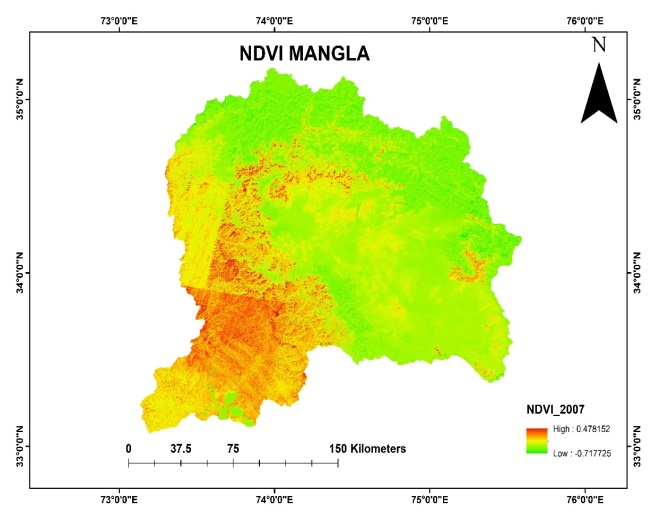 73°0'0"E 74°0'0"E 75°0'0"E 76°0'0"E
NDVI MANGLA
N
35°0'0"N 35°0'0"N
34°0'0"N 34°0'0"N
33°0'0"N 33°0'0"N
NDVI_2007
High : 0.478152
Low : -0.717725
0 37.5 75 150 Kilometers
73°0'0"E 74°0'0"E 75°0'0"E 76°0'0"E